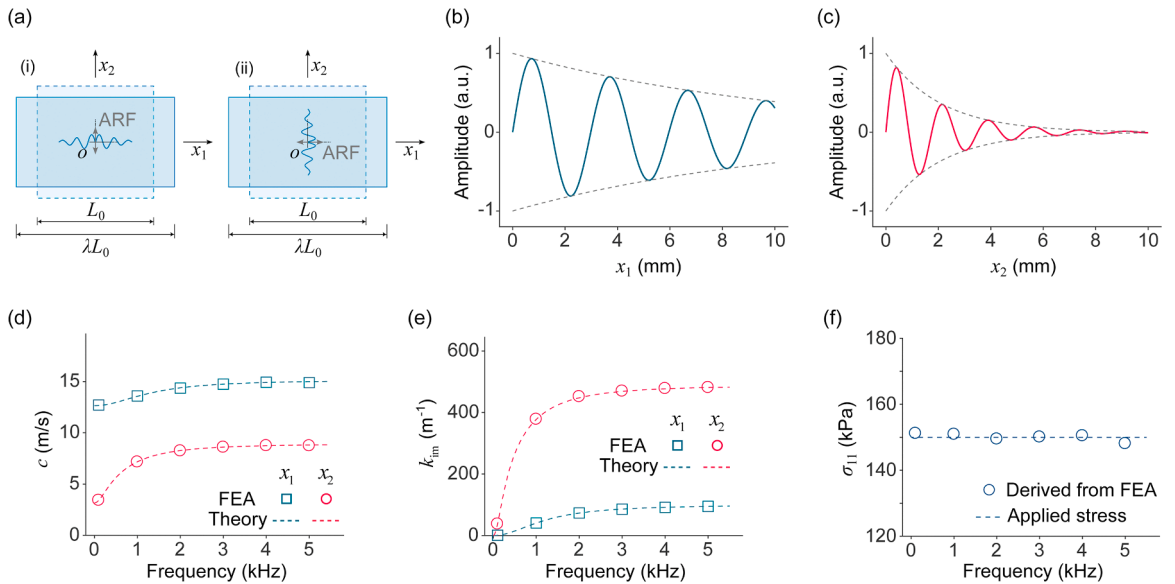 (a)
(i)
x2
ARF
o
x1
L0
λL0
(ii)
x2
o
ARF
x1
L0
λL0
(b)
Amplitude (a.u.)
1
0
-1
0 2 4 6 8 10
x1 (mm)
(c)
Amplitude (a.u.)
1
0
-1
0 2 4 6 8 10
x2 (mm)
(d)
c (m/s)
15
10
5
0
x1 x2
FEA
Theory
0 1 2 3 4 5
Frequency (kHz)
(e)
kim (m-1)
600
400
200
0
x1 x2
FEA
Theory
0 1 2 3 4 5
Frequency (kHz)
(f)
σ11 (kPa)
180
160
140
120
Derived from FEA
Applied stress
0 1 2 3 4 5
Frequency (kHz)